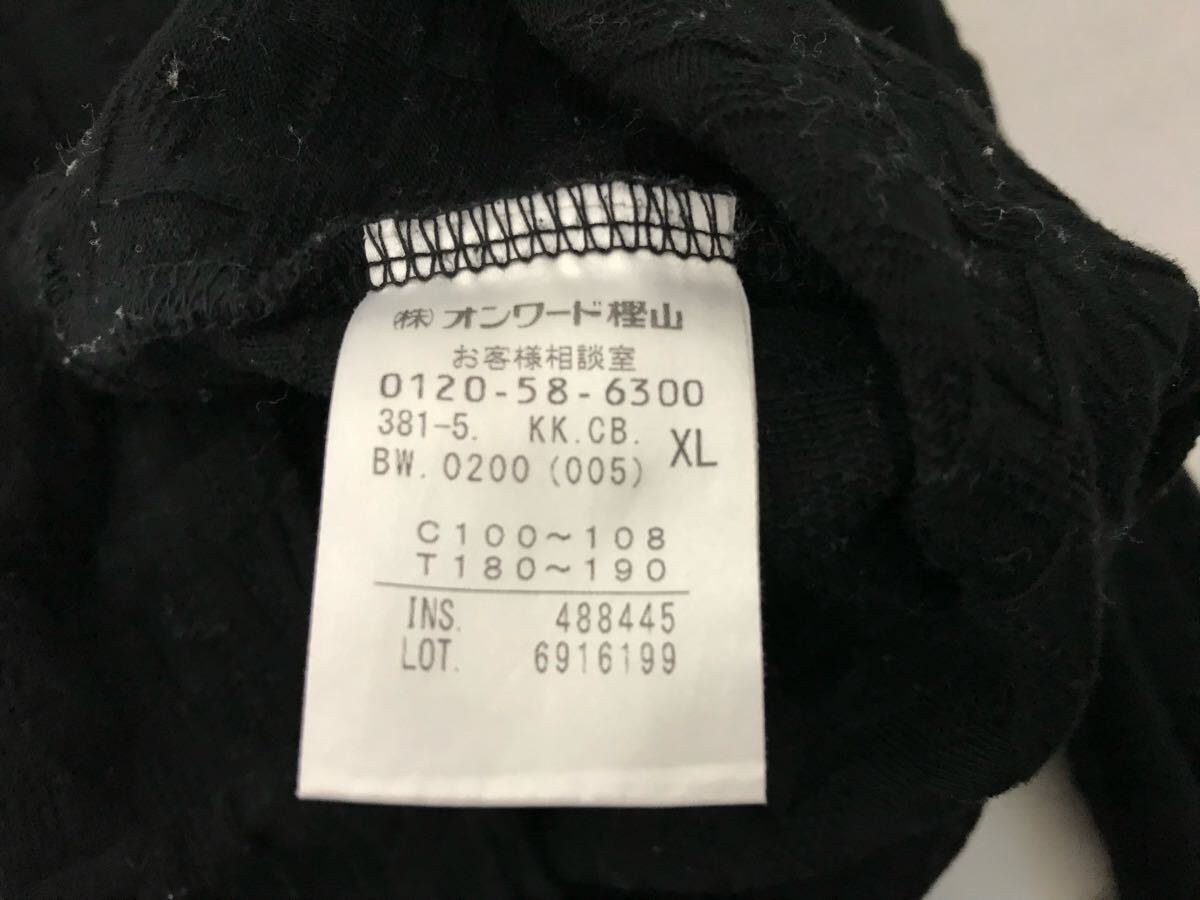 (株)オンワード樫山
お客様相談室
0120-58-6300
381-5. KK.CB. XL
BW.0200 (005)
C100~108
T180~190
INS. 488445
LOT. 6916199